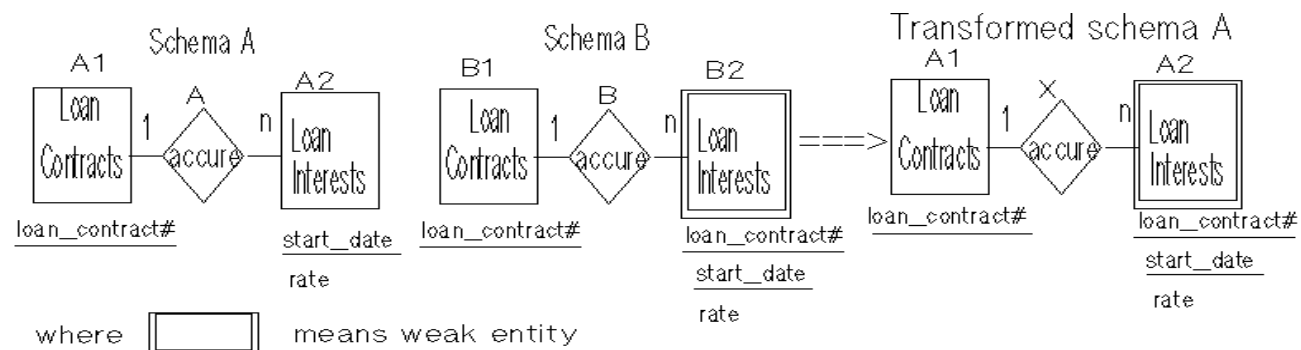 Schema A
A1
A
A2
Loan
Contracts
1
accure
n
Loan
Interests
loan_contract#
start_date
rate
Schema B
B1
B
B2
Loan
Contracts
1
accure
n
Loan
Interests
loan_contract#
loan_contract#
start_date
rate
===>
Transformed schema A
A1
X
A2
Loan
Contracts
1
accure
n
Loan
Interests
loan_contract#
loan_contract#
start_date
rate
where means weak entity